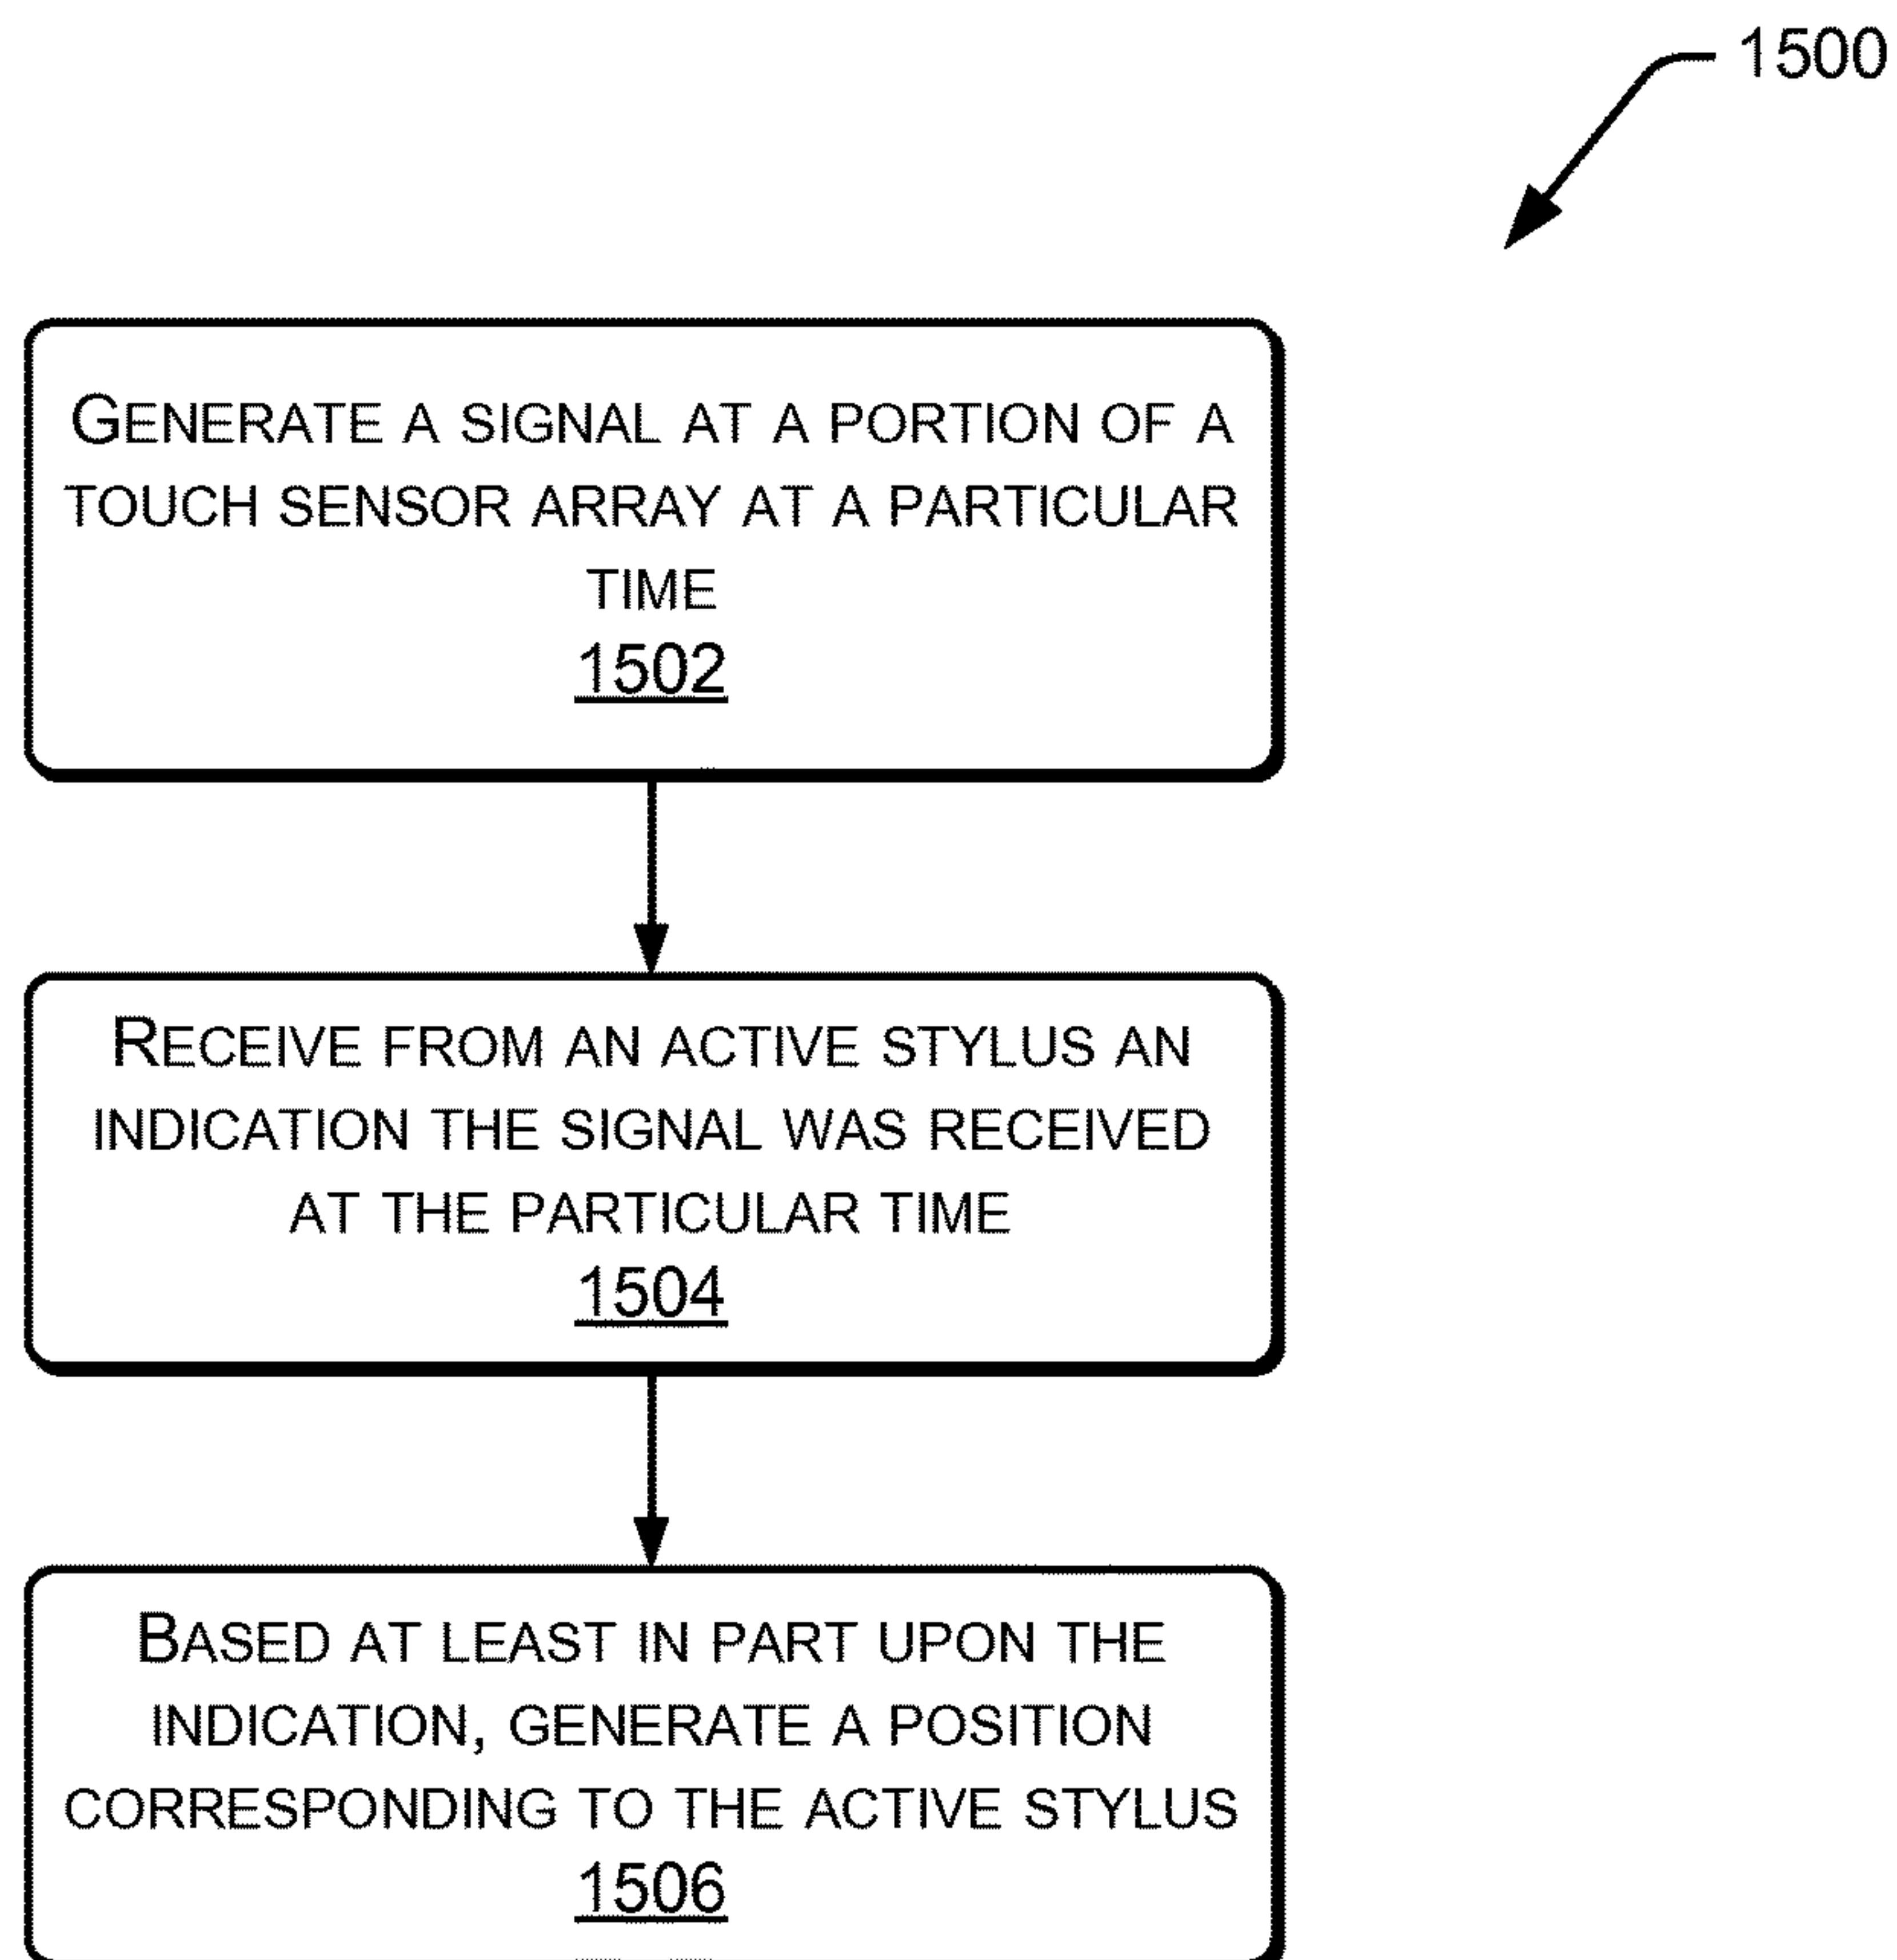 1500
GENERATE A SIGNAL AT A PORTION OF A
TOUCH SENSOR ARRAY AT A PARTICULAR
TIME
1502
RECEIVE FROM AN ACTIVE STYLUS AN
INDICATION THE SIGNAL WAS RECEIVED
AT THE PARTICULAR TIME
1504
BASED AT LEAST IN PART UPON THE
INDICATION, GENERATE A POSITION
CORRESPONDING TO THE ACTIVE STYLUS
1506